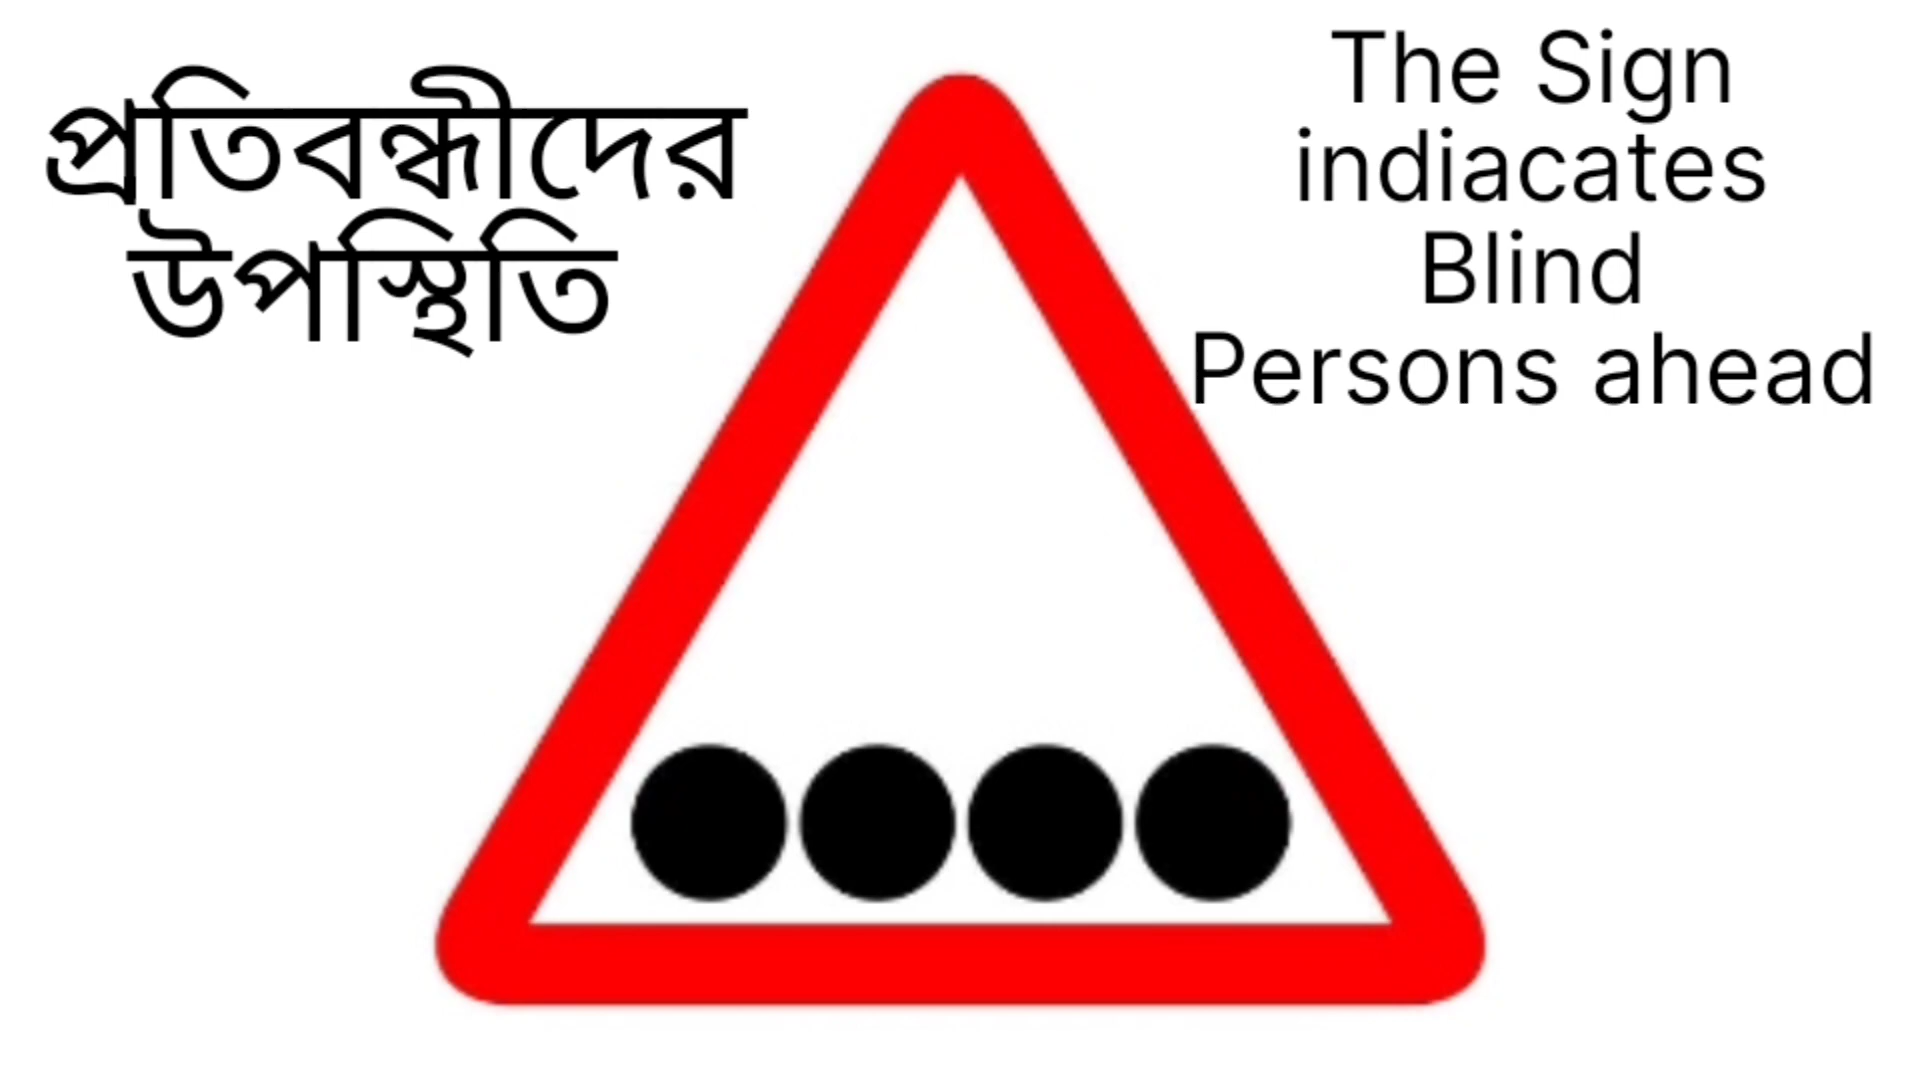 প্রতিবন্ধীদের
উপস্থিতি
The Sign
indiacates
Blind
Persons ahead